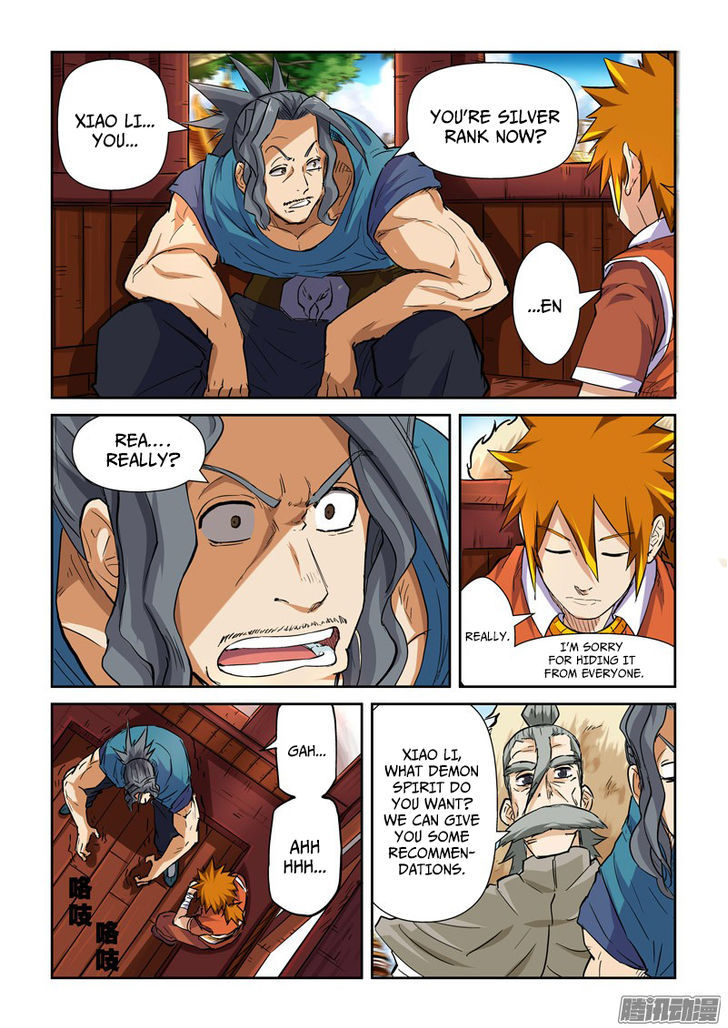 XIAO LI...
YOU...
YOU'RE SILVER
RANK NOW?
...EN
REA....
REALLY?
REALLY.
I'M SORRY
FOR HIDING IT
FROM EVERYONE.
GAH...
AHH
HHH...
咯吱
咯吱
XIAO LI,
WHAT DEMON
SPIRIT DO
YOU WANT?
WE CAN GIVE
YOU SOME
RECOMMEN-
DATIONS.
腾讯动漫